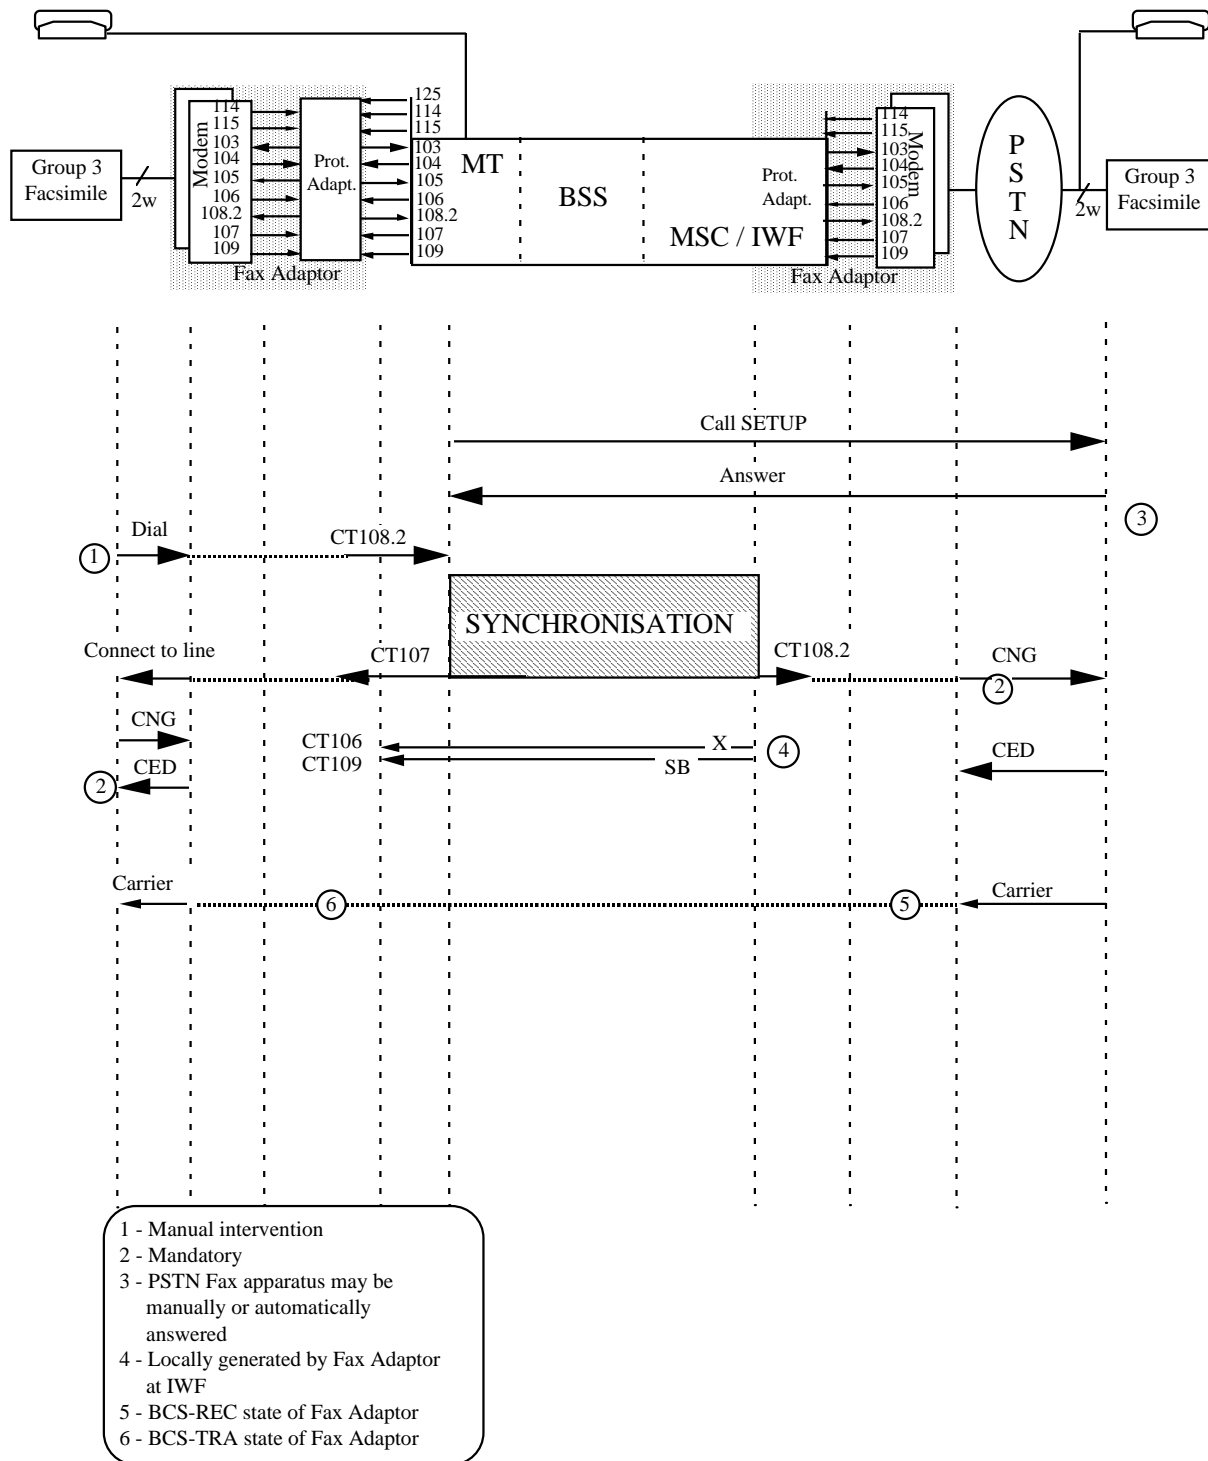 Group 3
Facsimile
2w
Modem
114
115
103
104
105
106
108.2
107
109
Prot.
Adapt.
Fax Adaptor
125
114
115
103
104
105
106
108.2
107
109
MT
BSS
MSC / IWF
Prot.
Adapt.
Fax Adaptor
114
115
103
104
105
106
108.2
107
109
Modem
P
S
T
N
2w
Group 3
Facsimile
Call SETUP
Answer
3
Dial
1
CT108.2
SYNCHRONISATION
Connect to line
CT107
CT108.2
CNG
2
CNG
CT106
X
4
CT109
SB
CED
2
CED
Carrier
6
5
Carrier
1 - Manual intervention
2 - Mandatory
3 - PSTN Fax apparatus may be
manually or automatically
answered
4 - Locally generated by Fax Adaptor
at IWF
5 - BCS-REC state of Fax Adaptor
6 - BCS-TRA state of Fax Adaptor